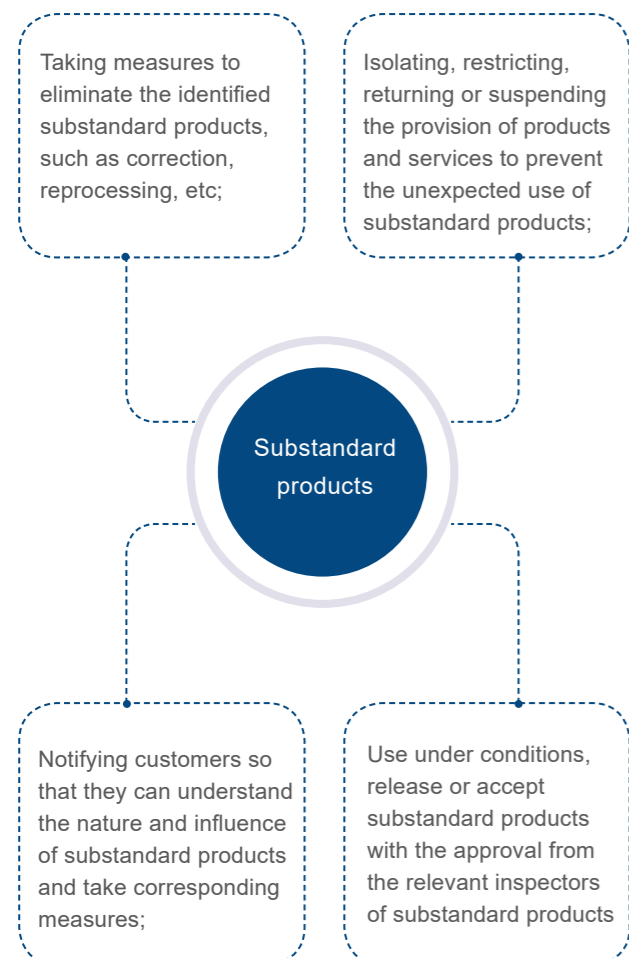 Taking measures to
eliminate the identified
substandard products,
such as correction,
reprocessing, etc;
Isolating, restricting,
returning or suspending
the provision of products
and services to prevent
the unexpected use of
substandard products;
Substandard
products
Notifying customers so
that they can understand
the nature and influence
of substandard products
and take corresponding
measures;
Use under conditions,
release or accept
substandard products
with the approval from
the relevant inspectors
of substandard products